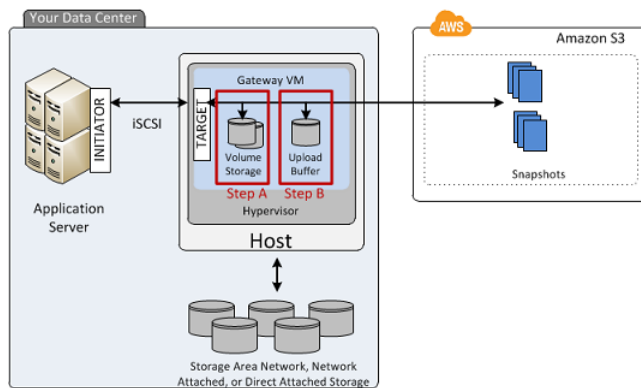 Your Data Center
AWS
Amazon S3
Gateway VM
INITIATOR
iSCSI
TARGET
Volume
Storage
Upload
Buffer
Step A
Step B
Snapshots
Hypervisor
Application
Server
Host
Storage Area Network, Network
Attached, or Direct Attached Storage